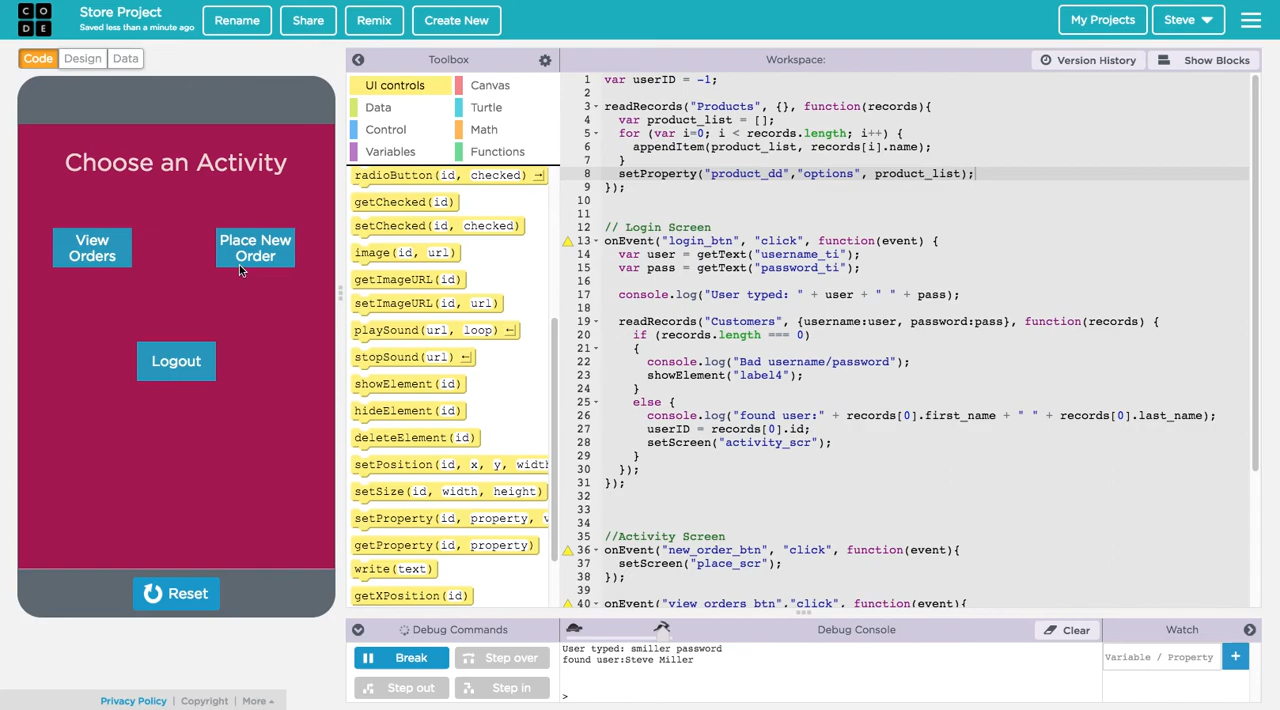 C O
D E
Store Project
Saved less than a minute ago
Rename
Share
Remix
Create New
My Projects
Steve
Code
Design
Data
Toolbox
Workspace:
Version History
Show Blocks
Choose an Activity
View
Orders
Place New
Order
Logout
Reset
UI controls
Canvas
Data
Turtle
Control
Math
Variables
Functions
radioButton(id, checked)
getChecked(id)
setChecked(id, checked)
image(id, url)
getImageURL(id)
setImageURL(id, url)
playSound(url, loop)
stopSound(url)
showElement(id)
hideElement(id)
deleteElement(id)
setPosition(id, x, y, width
setSize(id, width, height)
setProperty(id, property, v
getProperty(id, property)
write(text)
getXPosition(id)
1 var userID = -1;
2
3 readRecords("Products", {}, function(records){
4 var product_list = [];
5 for (var i=0; i < records.length; i++) {
6 appendItem(product_list, records[i].name);
7 }
8 setProperty("product_dd","options", product_list);
9 });
10
11
12 // Login Screen
13 onEvent("login_btn", "click", function(event) {
14 var user = getText("username_ti");
15 var pass = getText("password_ti");
16
17 console.log("User typed: " + user + " " + pass);
18
19 readRecords("Customers", {username:user, password:pass}, function(records) {
20 if (records.length === 0)
21 {
22 console.log("Bad username/password");
23 showElement("label4");
24 }
25 else {
26 console.log("found user:" + records[0].first_name + " " + records[0].last_name);
27 userID = records[0].id;
28 setScreen("activity_scr");
29 }
30 });
31 });
32
33
34
35 //Activity Screen
36 onEvent("new_order_btn", "click", function(event){
37 setScreen("place_scr");
38 });
39
40 onEvent("view_orders_btn","click", function(event){
Debug Commands
Debug Console
Clear
Watch
Break
Step over
Step out
Step in
User typed: smiller password
found user:Steve Miller
>
Variable / Property
+
Privacy Policy | Copyright | More